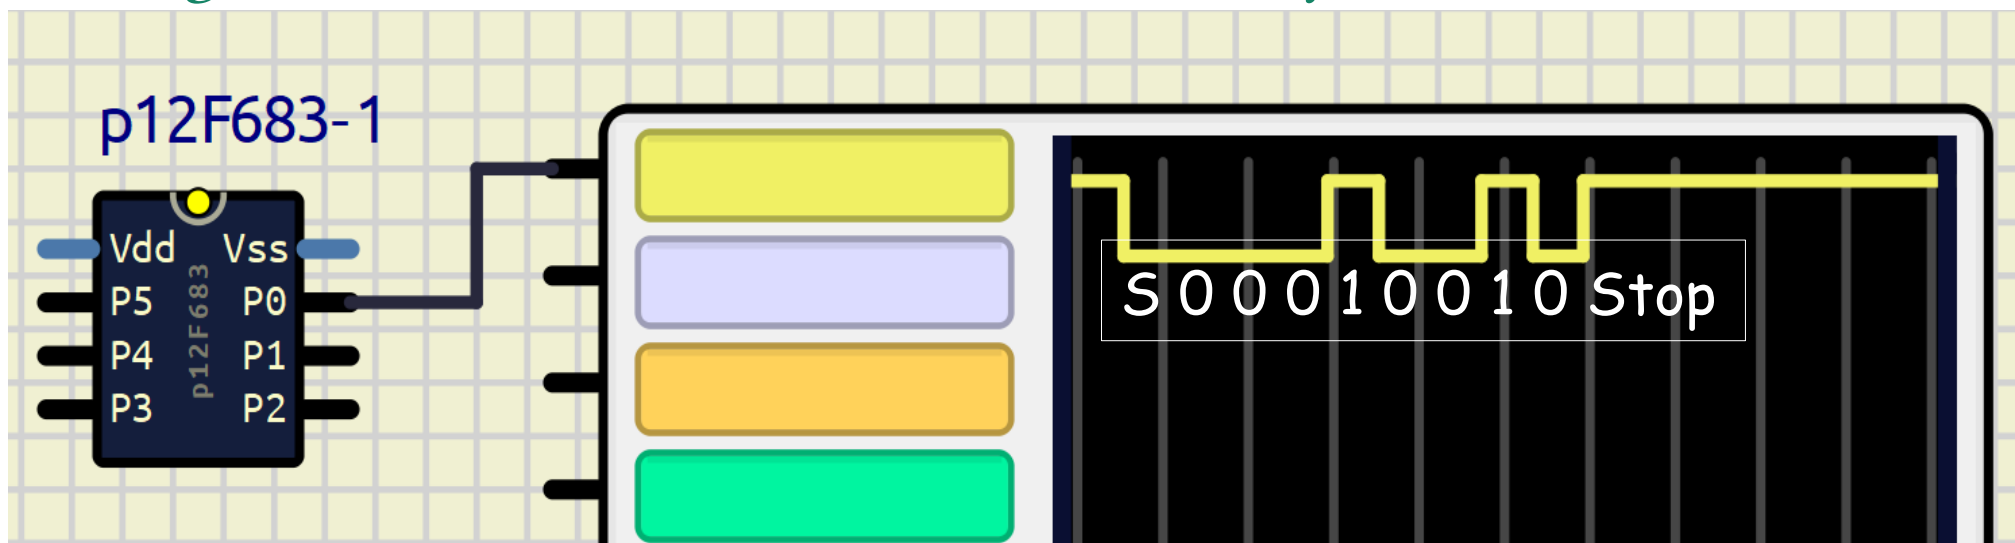 p12F683-1
Vdd Vss
P5 P0
P4 P1
P3 P2
p12F683
S 0 0 0 1 0 0 1 0 Stop